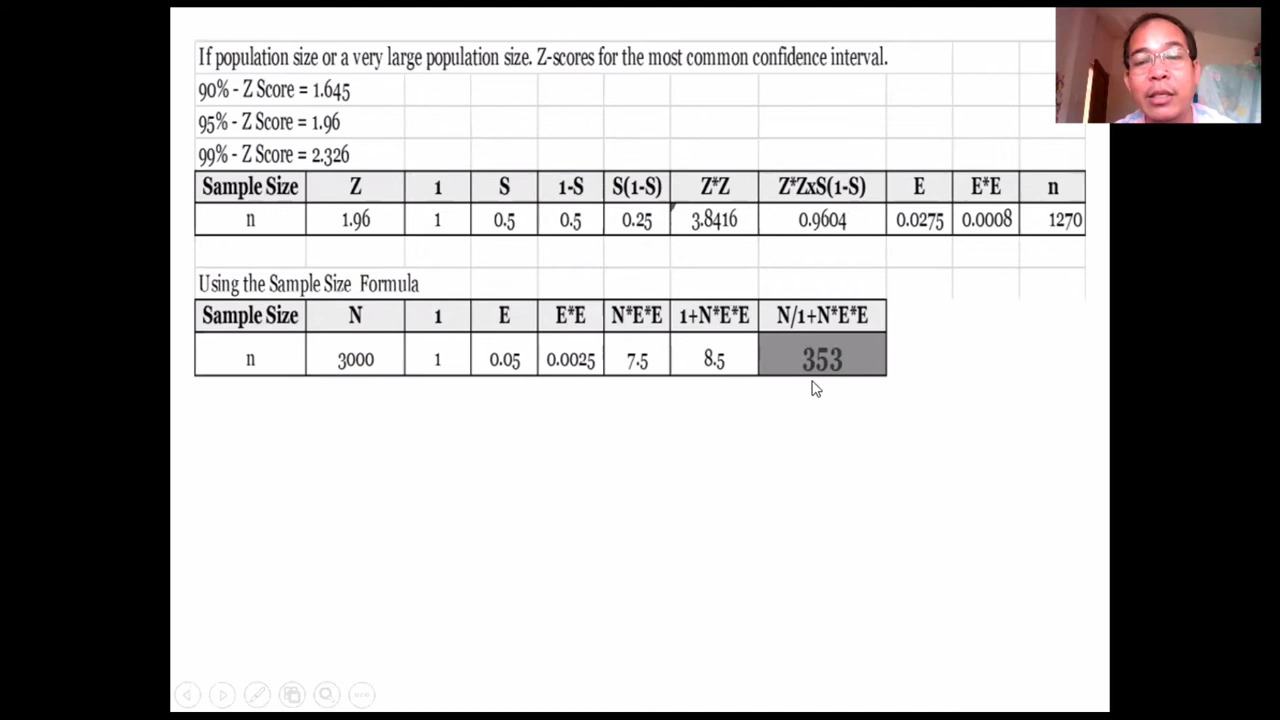 If population size or a very large population size. Z-scores for the most common confidence interval.
90% - Z Score = 1.645
95% - Z Score = 1.96
99% - Z Score = 2.326
Sample Size Z 1 S 1-S S(1-S) Z*Z Z*ZxS(1-S) E E*E n
n 1.96 1 0.5 0.5 0.25 3.8416 0.9604 0.0275 0.0008 1270
Using the Sample Size Formula
Sample Size N 1 E E*E N*E*E 1+N*E*E N/1+N*E*E
n 3000 1 0.05 0.0025 7.5 8.5 353